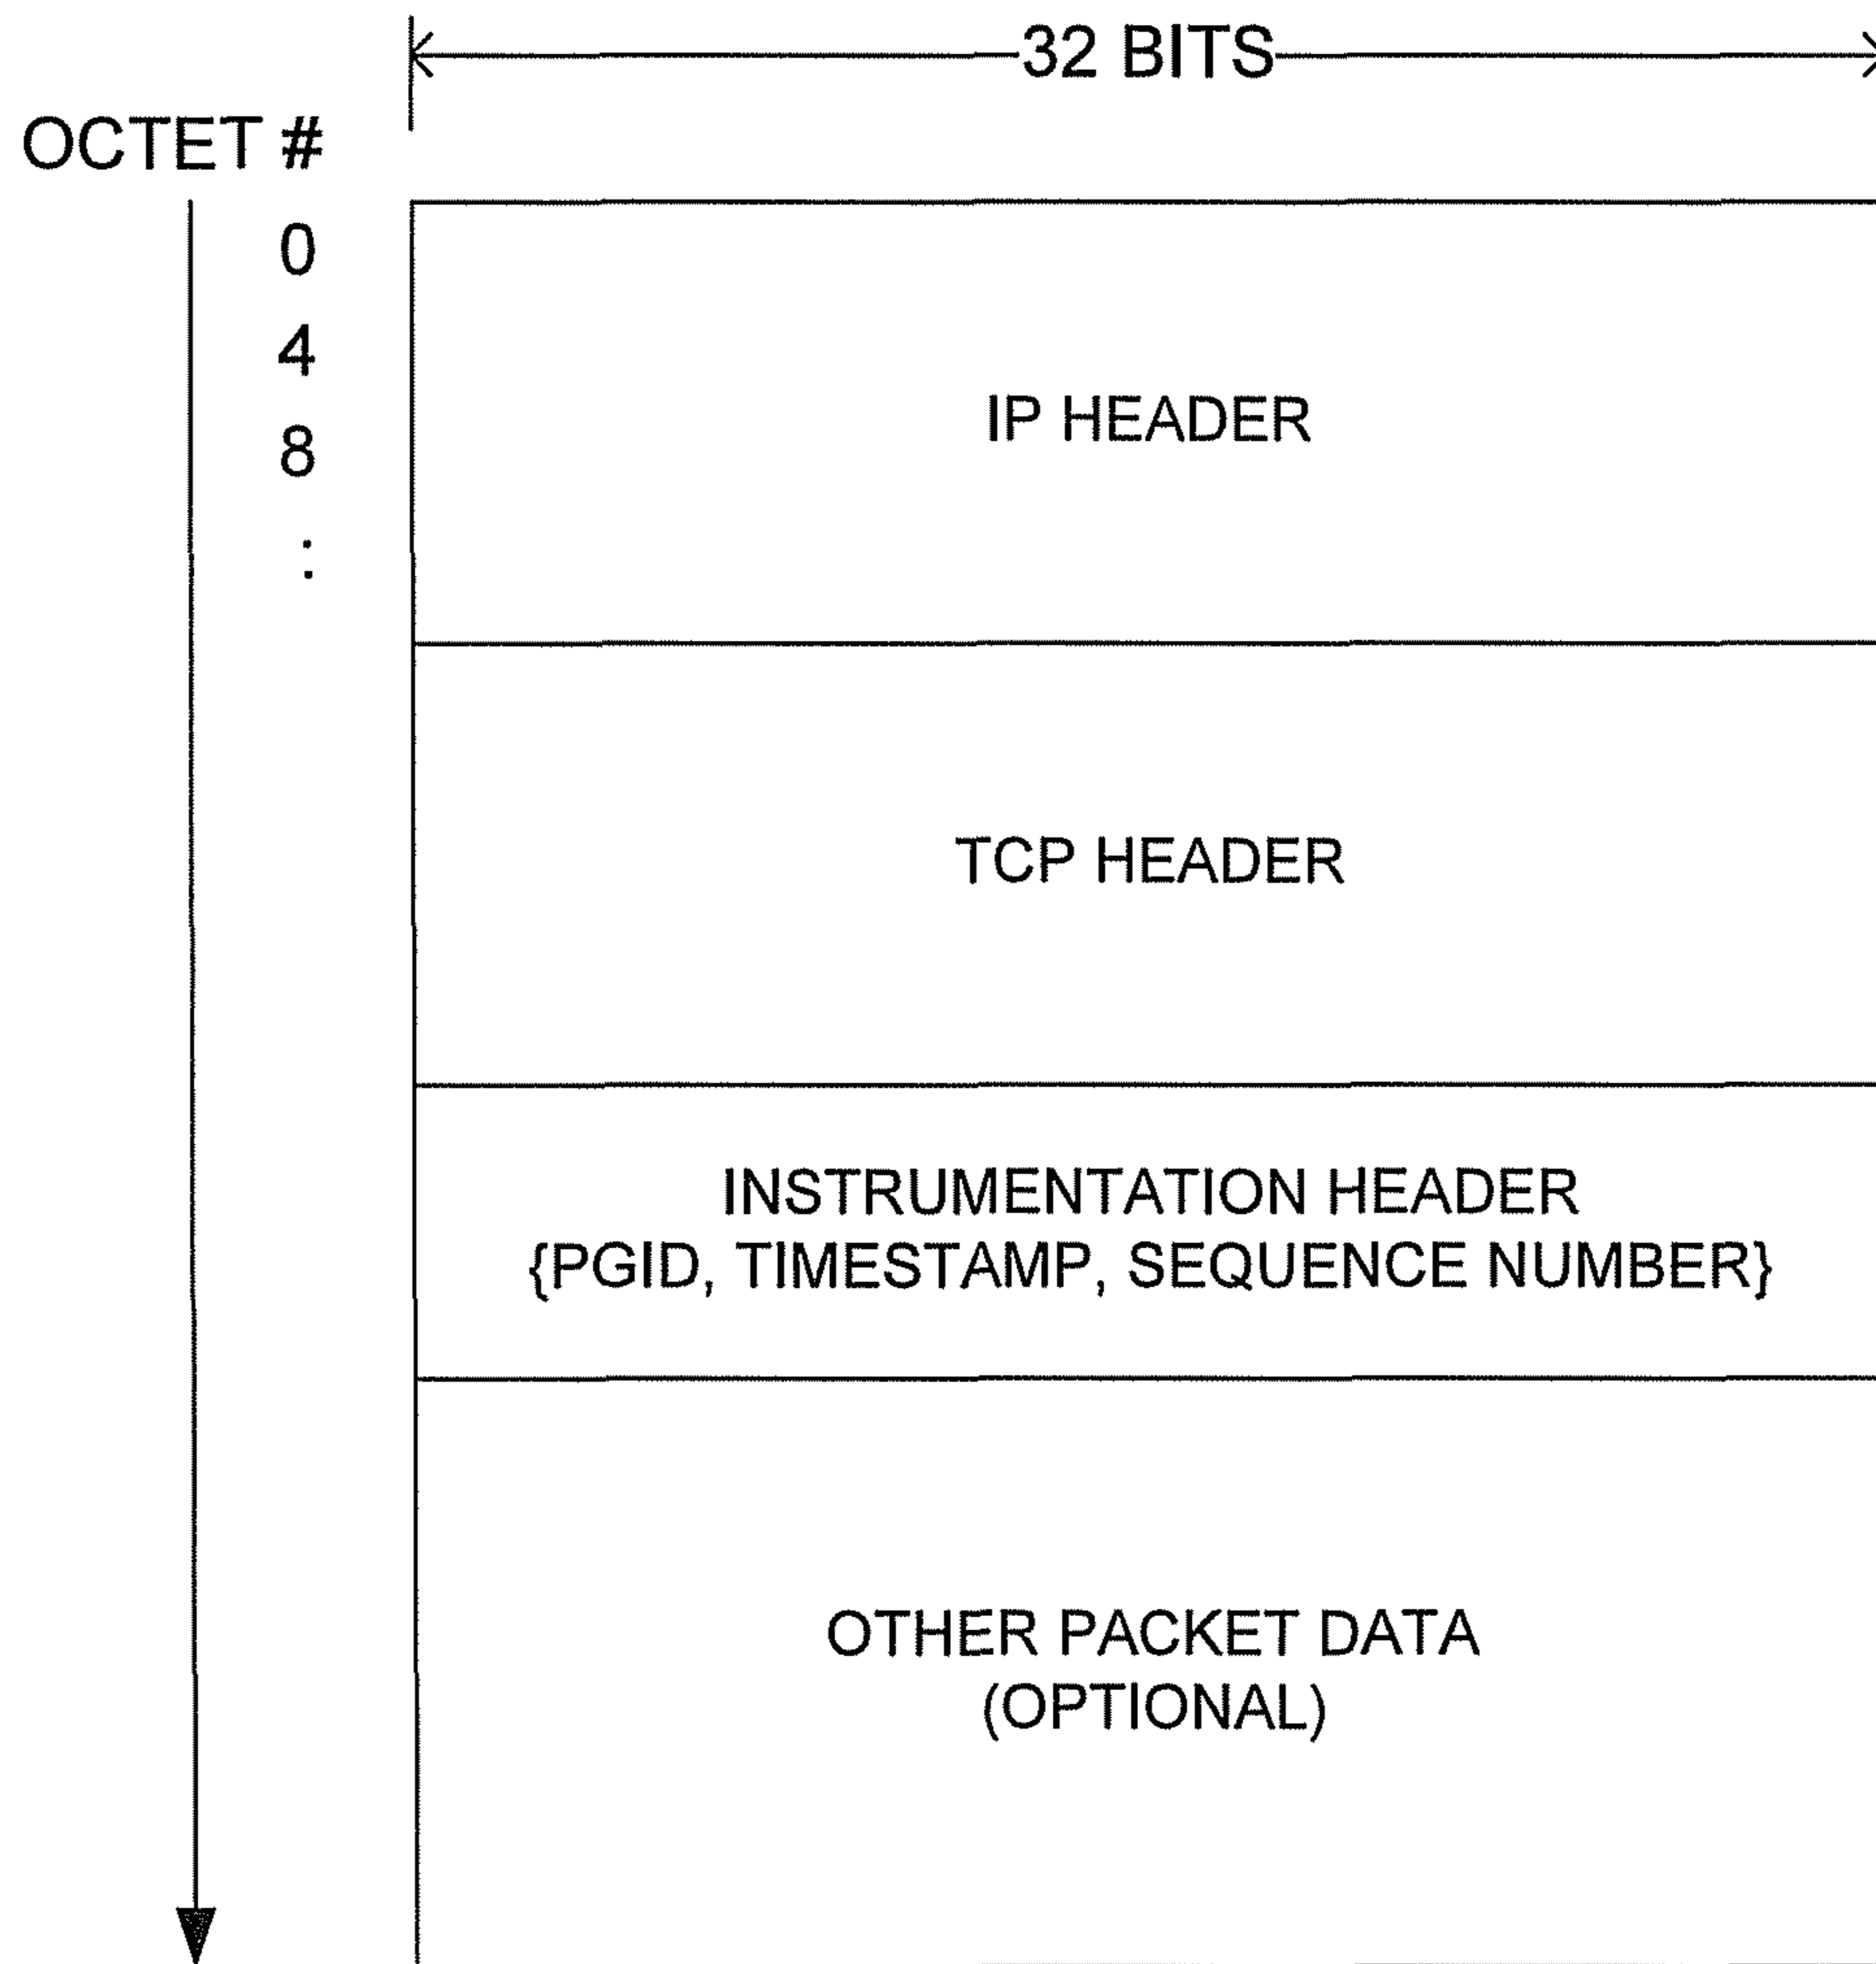 32 BITS
OCTET #
0
4
8
:
IP HEADER
TCP HEADER
INSTRUMENTATION HEADER
{PGID, TIMESTAMP, SEQUENCE NUMBER}
OTHER PACKET DATA
(OPTIONAL)